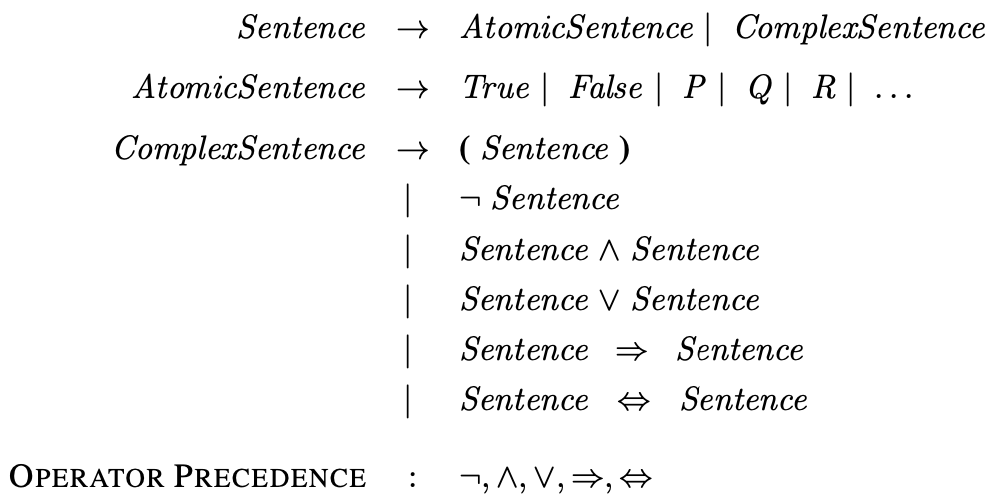 Sentence → AtomicSentence | ComplexSentence
AtomicSentence → True | False | P | Q | R | ...
ComplexSentence → ( Sentence )
| ¬ Sentence
| Sentence ∧ Sentence
| Sentence ∨ Sentence
| Sentence ⇒ Sentence
| Sentence ⇔ Sentence
OPERATOR PRECEDENCE : ¬, ∧, ∨, ⇒, ⇔